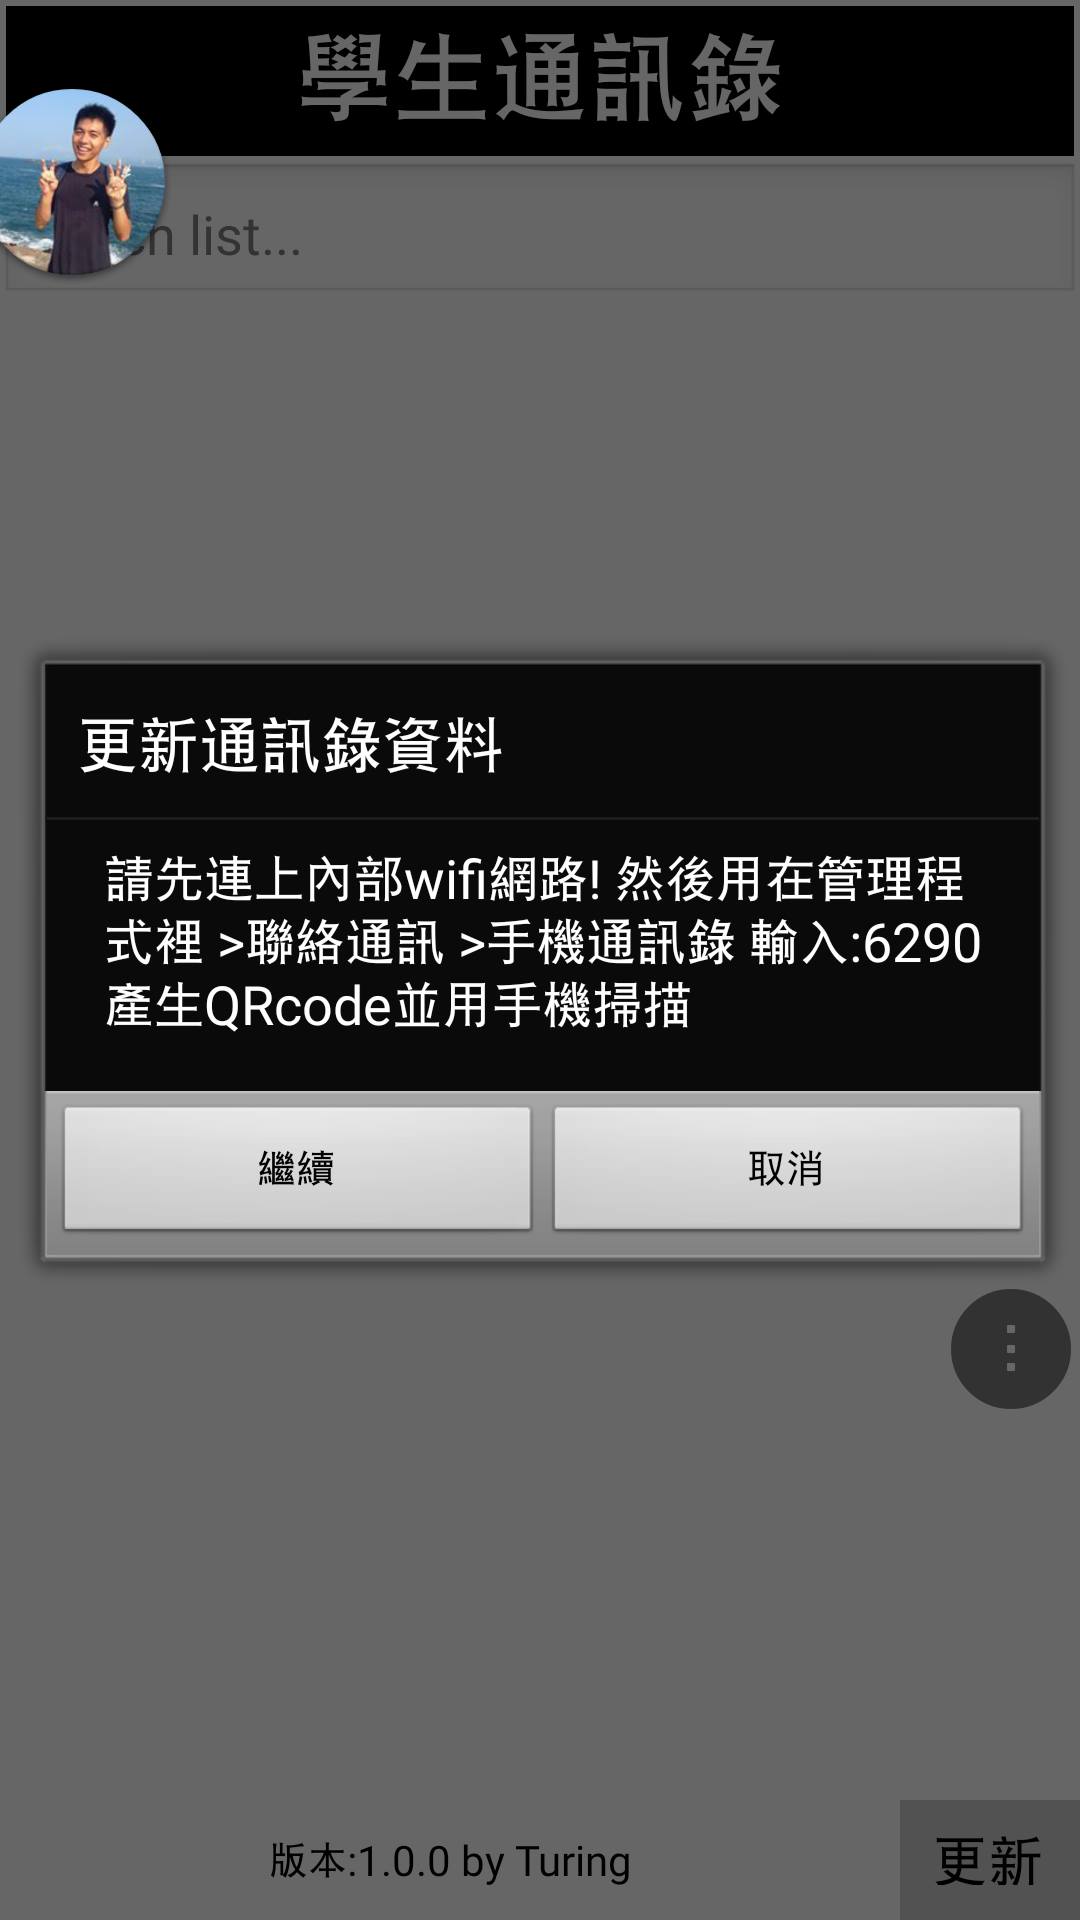 學生通訊錄
n list...
更新通訊錄資料
請先連上內部wifi網路! 然後用在管理程
式裡 >聯絡通訊 >手機通訊錄 輸入:6290
產生QRcode並用手機掃描
繼續
取消
版本:1.0.0 by Turing
更新